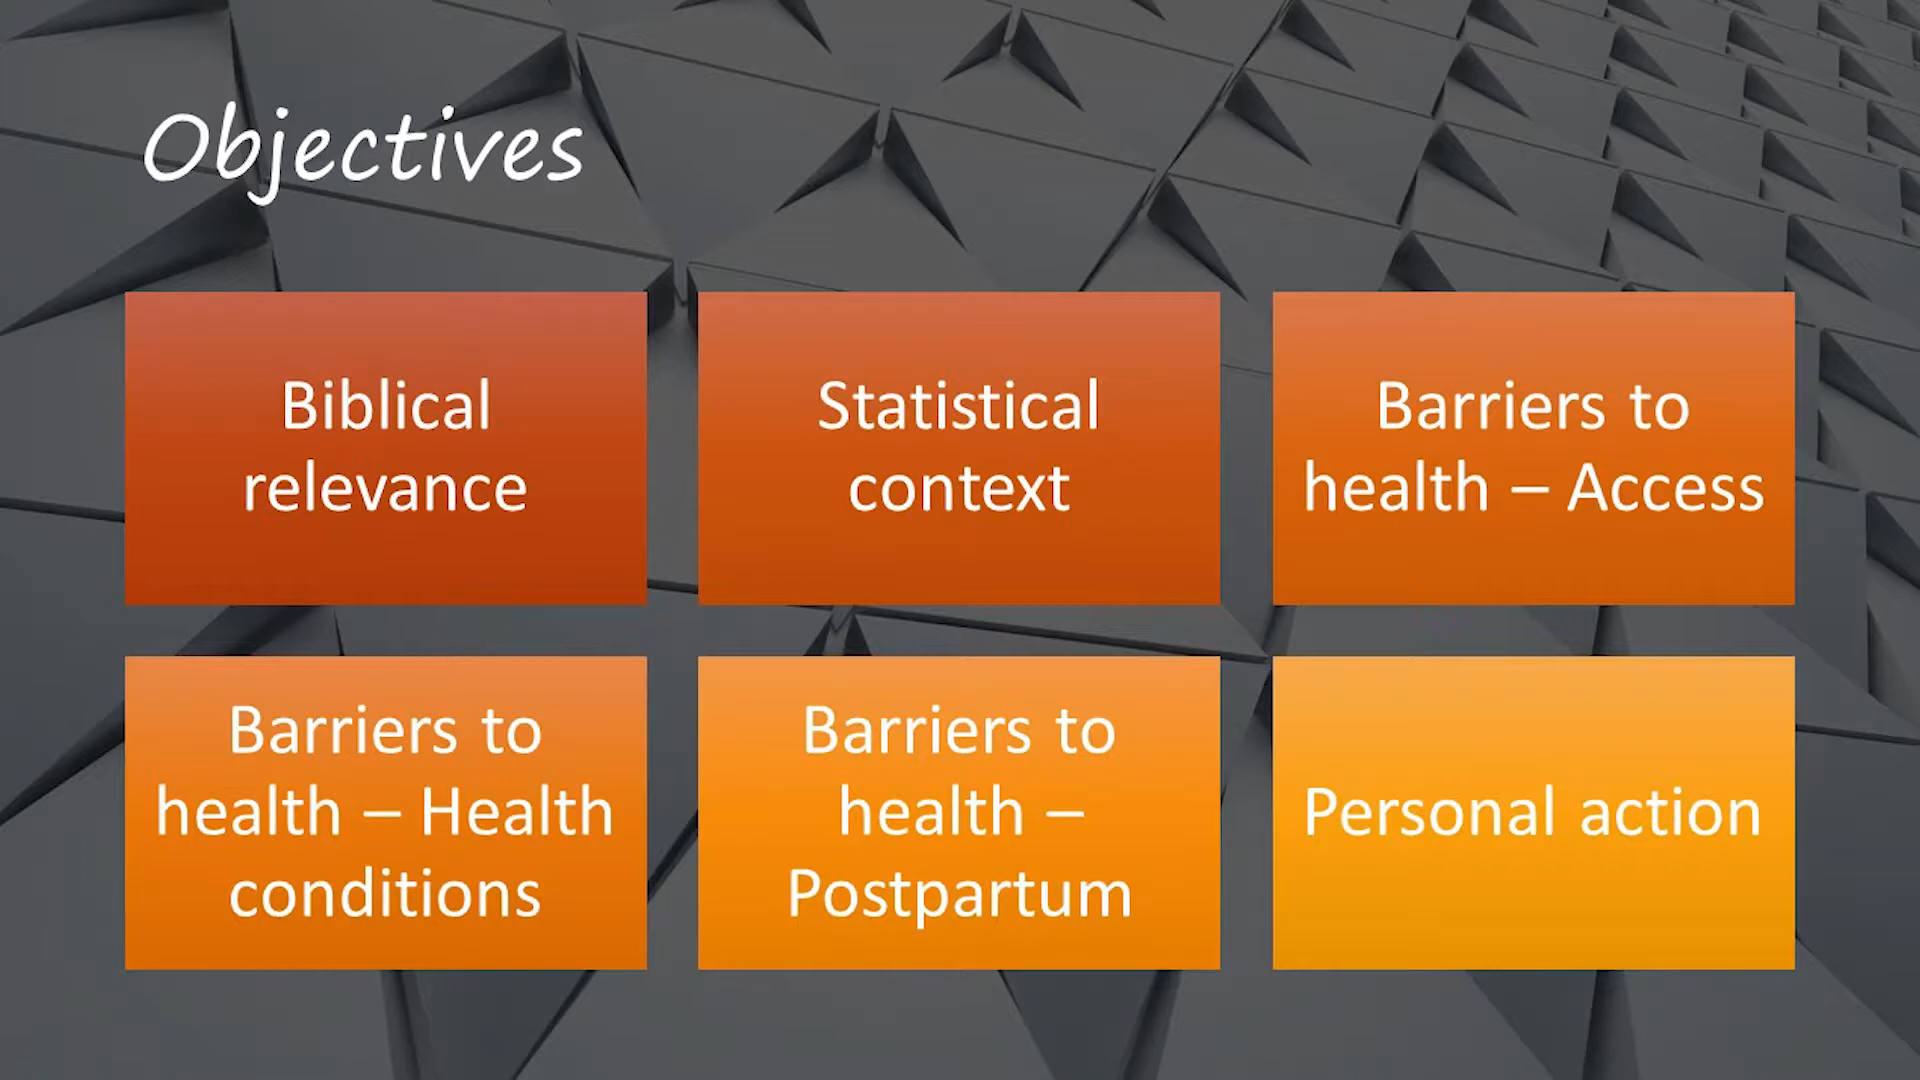 Objectives
Biblical
relevance
Statistical
context
Barriers to
health – Access
Barriers to
health – Health
conditions
Barriers to
health –
Postpartum
Personal action